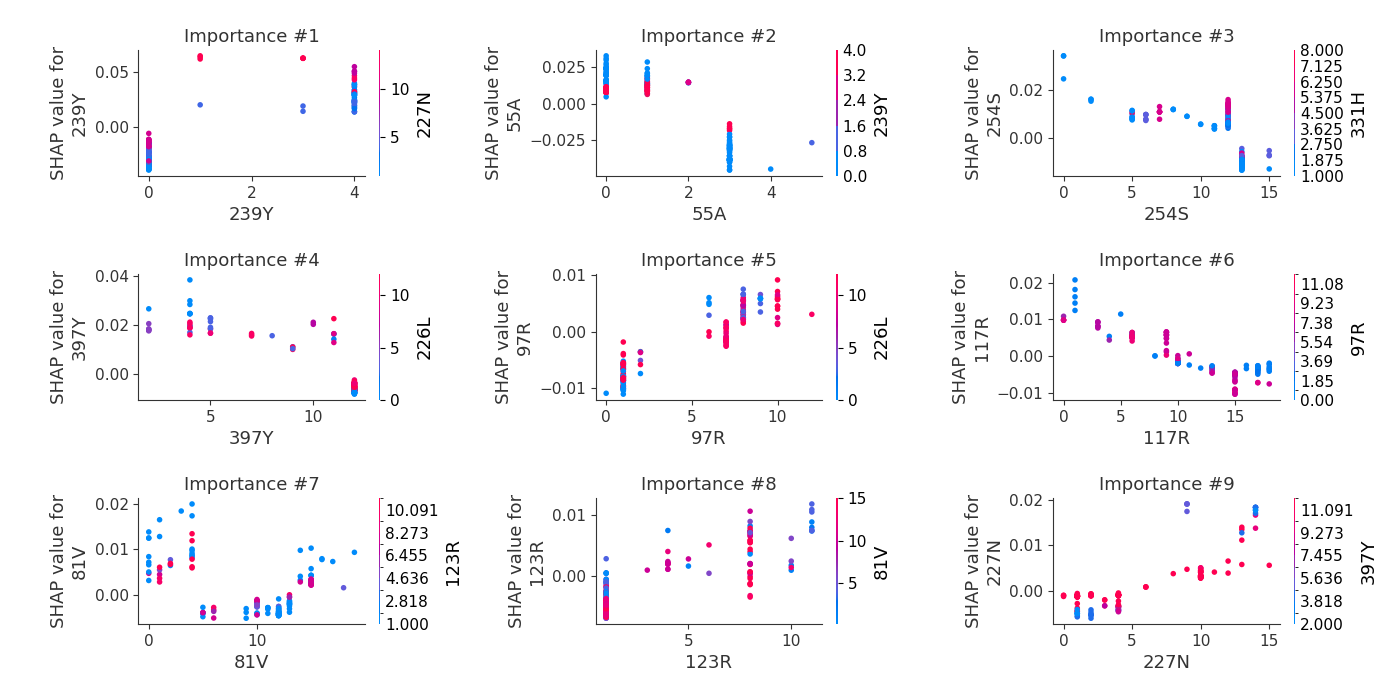 Importance #1
SHAP value for
239Y
0.05
0.00
0
2
4
239Y
10
5
227N
Importance #2
SHAP value for
55A
0.025
0.000
−0.025
0
2
4
55A
4.0
3.2
2.4
1.6
0.8
0.0
239Y
Importance #3
SHAP value for
254S
0.02
0.00
0
5
10
15
254S
8.000
7.125
6.250
5.375
4.500
3.625
2.750
1.875
1.000
331H
Importance #4
SHAP value for
397Y
0.04
0.02
0.00
5
10
397Y
10
5
0
226L
Importance #5
SHAP value for
97R
0.01
0.00
−0.01
0
5
10
97R
10
5
0
226L
Importance #6
SHAP value for
117R
0.02
0.01
0.00
−0.01
0
5
10
15
117R
11.08
9.23
7.38
5.54
3.69
1.85
0.00
97R
Importance #7
SHAP value for
81V
0.02
0.01
0.00
0
10
81V
10.091
8.273
6.455
4.636
2.818
1.000
123R
Importance #8
SHAP value for
123R
0.01
0.00
5
10
123R
15
10
5
81V
Importance #9
SHAP value for
227N
0.02
0.01
0.00
0
5
10
15
227N
11.091
9.273
7.455
5.636
3.818
2.000
397Y